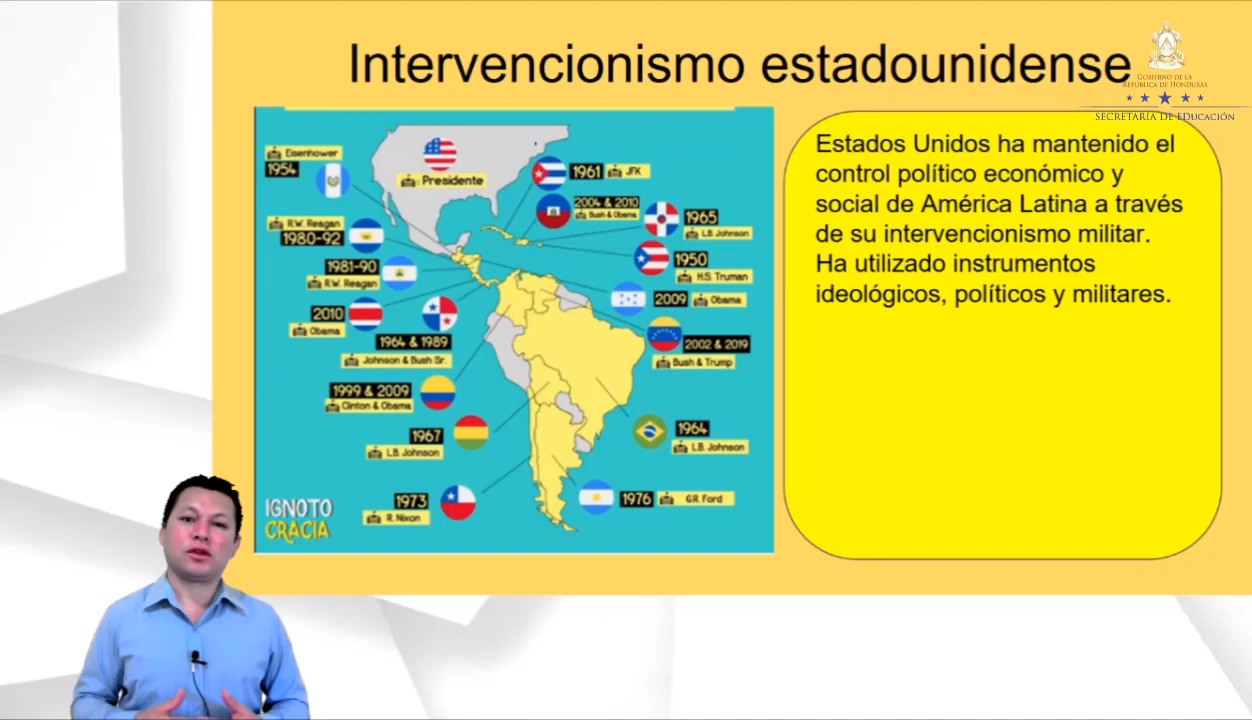 Intervencionismo estadounidense
GOBIERNO DE LA
REPÚBLICA DE HONDURAS
SECRETARÍA DE EDUCACIÓN
Estados Unidos ha mantenido el
control político económico y
social de América Latina a través
de su intervencionismo militar.
Ha utilizado instrumentos
ideológicos, políticos y militares.
: Presidente
Eisenhower
1954
R.W. Reagan
1980-92
1981-90
R.W. Reagan
2010
Obama
1964 & 1989
Johnson & Bush Sr.
1999 & 2009
Clinton & Obama
1967
L.B. Johnson
1973
R. Nixon
1961 JFK
2004 & 2010
Bush & Obama
1965
L.B. Johnson
1950
H.S. Truman
2009 Obama
2002 & 2019
Bush & Trump
1964
L.B. Johnson
1976 G.R. Ford
IGNOTO
CRACIA